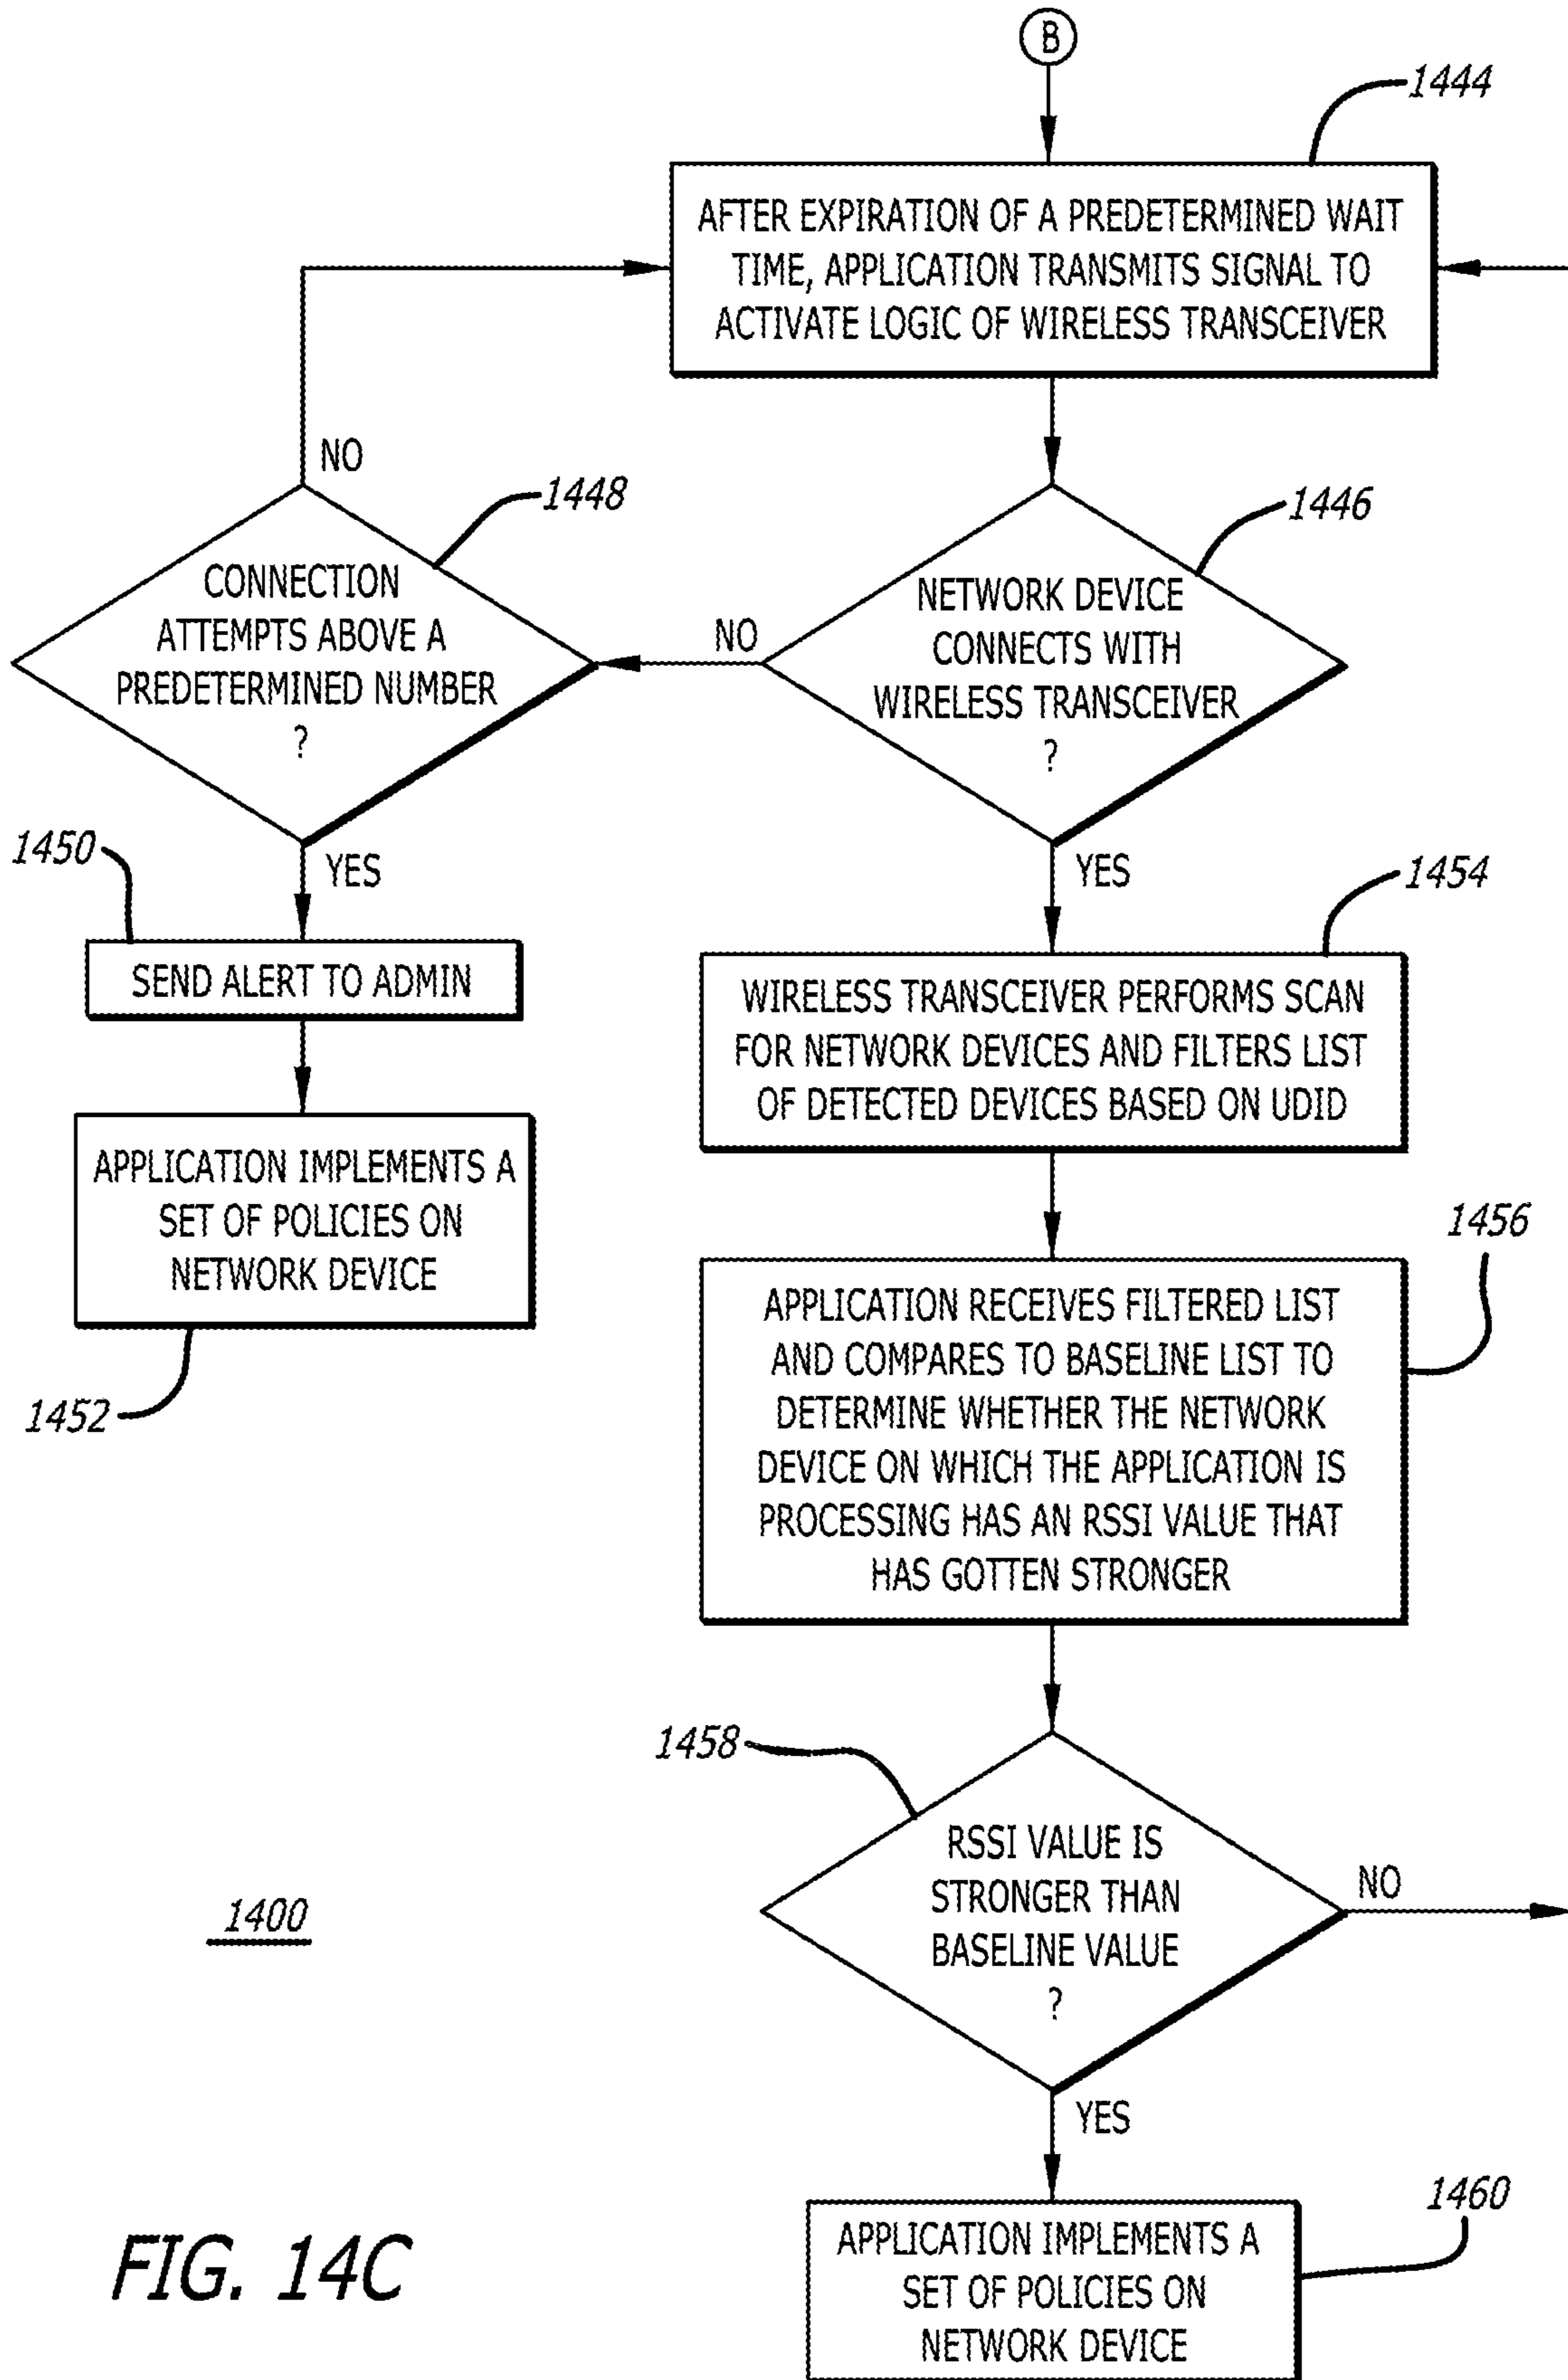 B
1444
AFTER EXPIRATION OF A PREDETERMINED WAIT
TIME, APPLICATION TRANSMITS SIGNAL TO
ACTIVATE LOGIC OF WIRELESS TRANSCEIVER
NO
1448
1446
CONNECTION
ATTEMPTS ABOVE A
PREDETERMINED NUMBER
?
NO
NETWORK DEVICE
CONNECTS WITH
WIRELESS TRANSCEIVER
?
1450
YES
YES
1454
SEND ALERT TO ADMIN
WIRELESS TRANSCEIVER PERFORMS SCAN
FOR NETWORK DEVICES AND FILTERS LIST
OF DETECTED DEVICES BASED ON UDID
APPLICATION IMPLEMENTS A
SET OF POLICIES ON
NETWORK DEVICE
1452
1456
APPLICATION RECEIVES FILTERED LIST
AND COMPARES TO BASELINE LIST TO
DETERMINE WHETHER THE NETWORK
DEVICE ON WHICH THE APPLICATION IS
PROCESSING HAS AN RSSI VALUE THAT
HAS GOTTEN STRONGER
1458
RSSI VALUE IS
STRONGER THAN
BASELINE VALUE
?
NO
1400
YES
1460
APPLICATION IMPLEMENTS A
SET OF POLICIES ON
NETWORK DEVICE
FIG. 14C